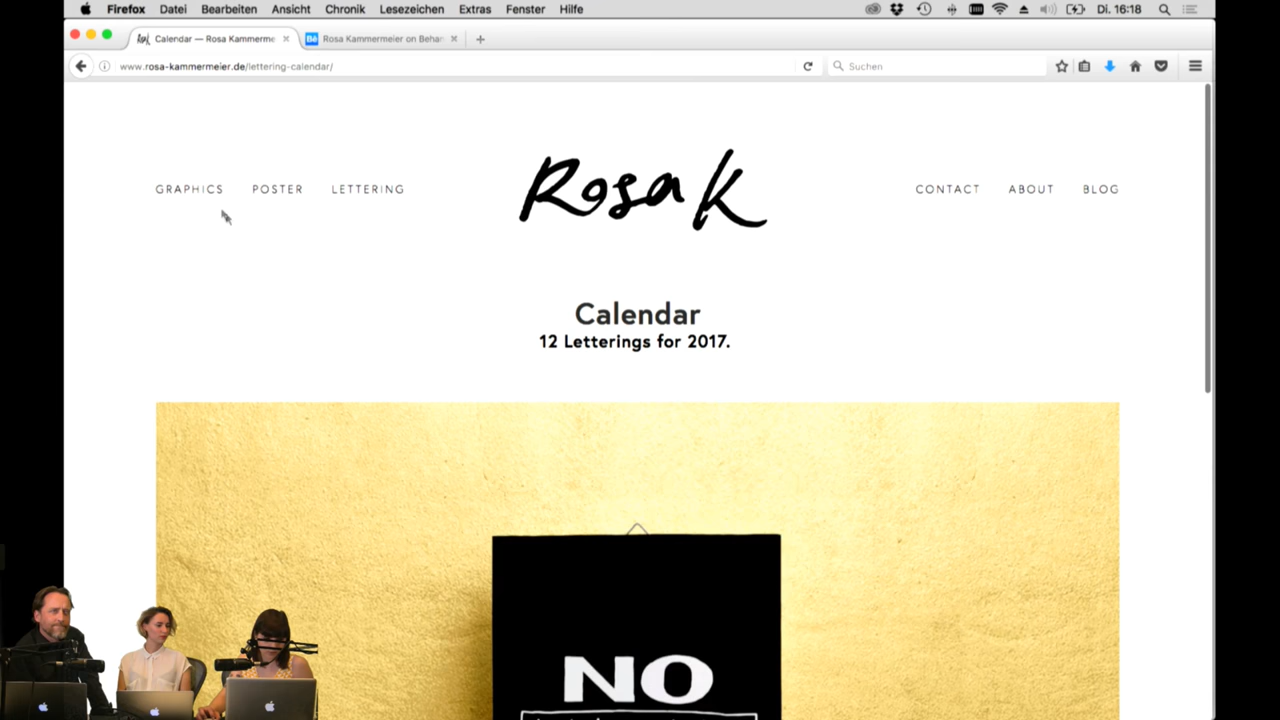 Firefox Datei Bearbeiten Ansicht Chronik Lesezeichen Extras Fenster Hilfe Di. 16:18
Calendar — Rosa Kammerme
Bē Rosa Kammermeier on Behan
www.rosa-kammermeier.de/lettering-calendar/
Suchen
GRAPHICS POSTER LETTERING
Rosa K
CONTACT ABOUT BLOG
Calendar
12 Letterings for 2017.
NO